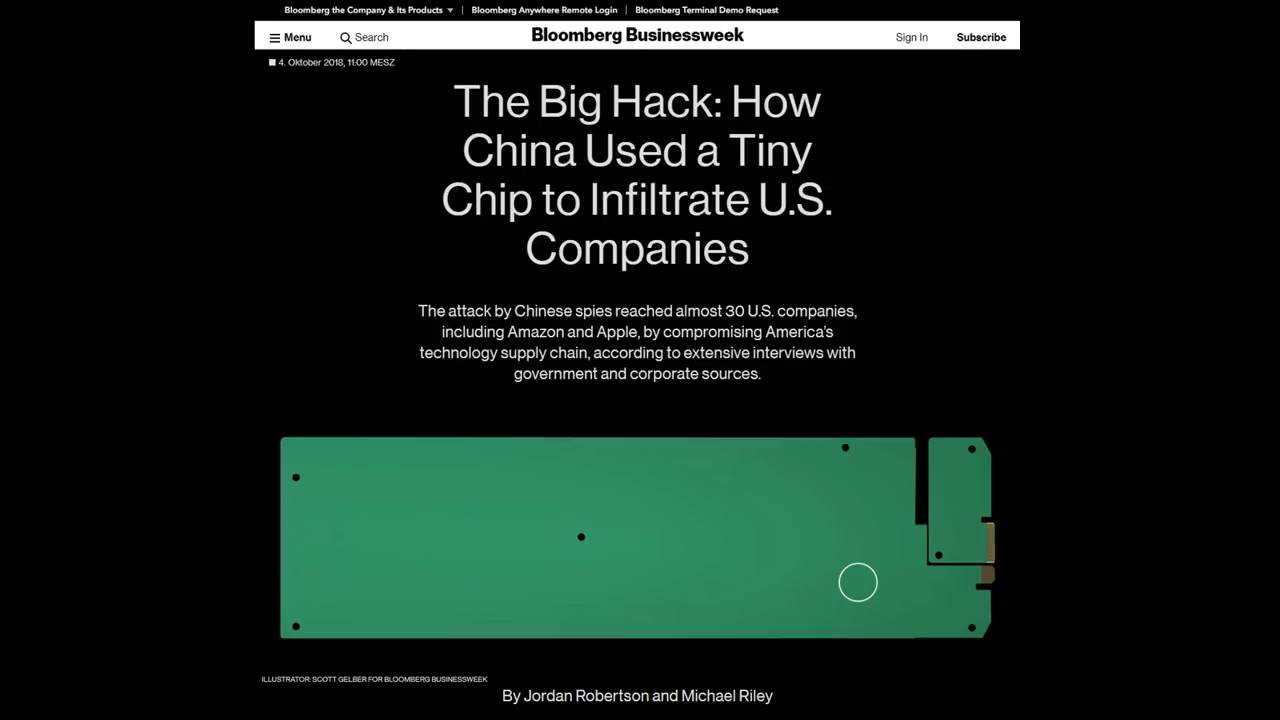 Bloomberg the Company & Its Products | Bloomberg Anywhere Remote Login | Bloomberg Terminal Demo Request
Menu Search Bloomberg Businessweek Sign In Subscribe
4. Oktober 2018, 11:00 MESZ
The Big Hack: How
China Used a Tiny
Chip to Infiltrate U.S.
Companies
The attack by Chinese spies reached almost 30 U.S. companies,
including Amazon and Apple, by compromising America's
technology supply chain, according to extensive interviews with
government and corporate sources.
ILLUSTRATOR: SCOTT GELBER FOR BLOOMBERG BUSINESSWEEK
By Jordan Robertson and Michael Riley